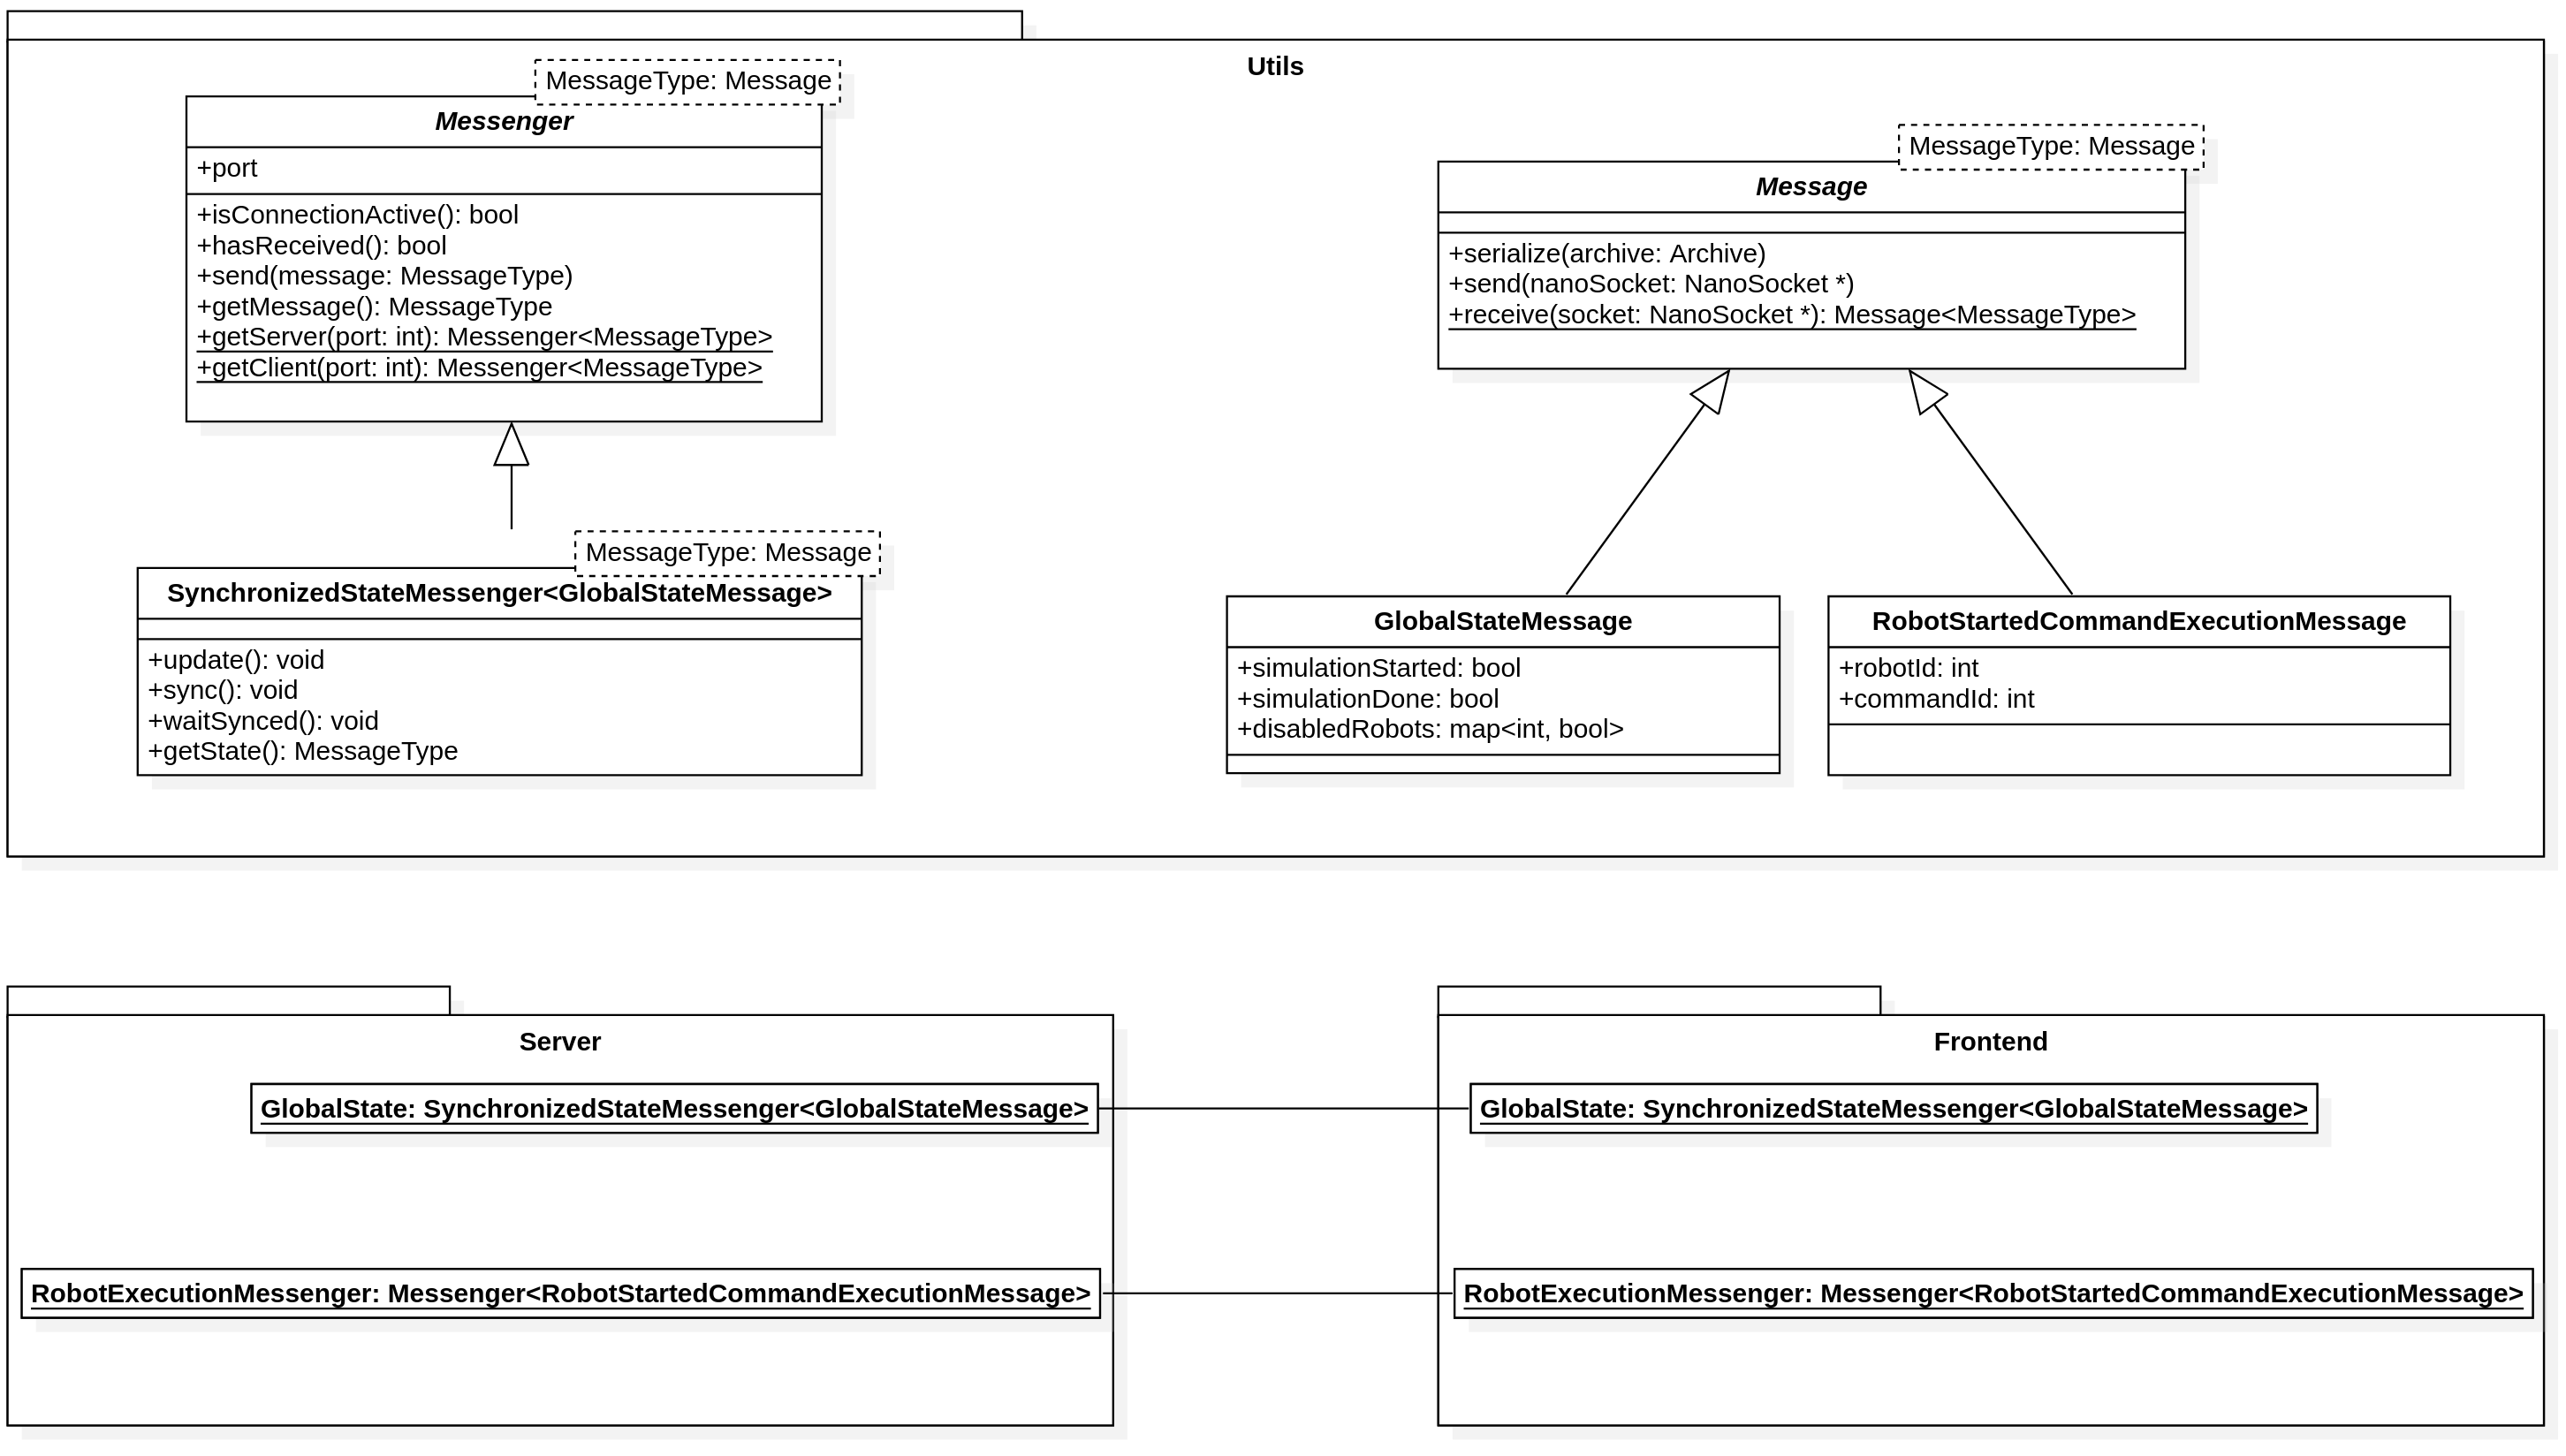 Utils
MessageType: Message
Messenger
+port
+isConnectionActive(): bool
+hasReceived(): bool
+send(message: MessageType)
+getMessage(): MessageType
+getServer(port: int): Messenger<MessageType>
+getClient(port: int): Messenger<MessageType>
MessageType: Message
Message
+serialize(archive: Archive)
+send(nanoSocket: NanoSocket *)
+receive(socket: NanoSocket *): Message<MessageType>
MessageType: Message
SynchronizedStateMessenger<GlobalStateMessage>
+update(): void
+sync(): void
+waitSynced(): void
+getState(): MessageType
GlobalStateMessage
+simulationStarted: bool
+simulationDone: bool
+disabledRobots: map<int, bool>
RobotStartedCommandExecutionMessage
+robotId: int
+commandId: int
Server
GlobalState: SynchronizedStateMessenger<GlobalStateMessage>
RobotExecutionMessenger: Messenger<RobotStartedCommandExecutionMessage>
Frontend
GlobalState: SynchronizedStateMessenger<GlobalStateMessage>
RobotExecutionMessenger: Messenger<RobotStartedCommandExecutionMessage>